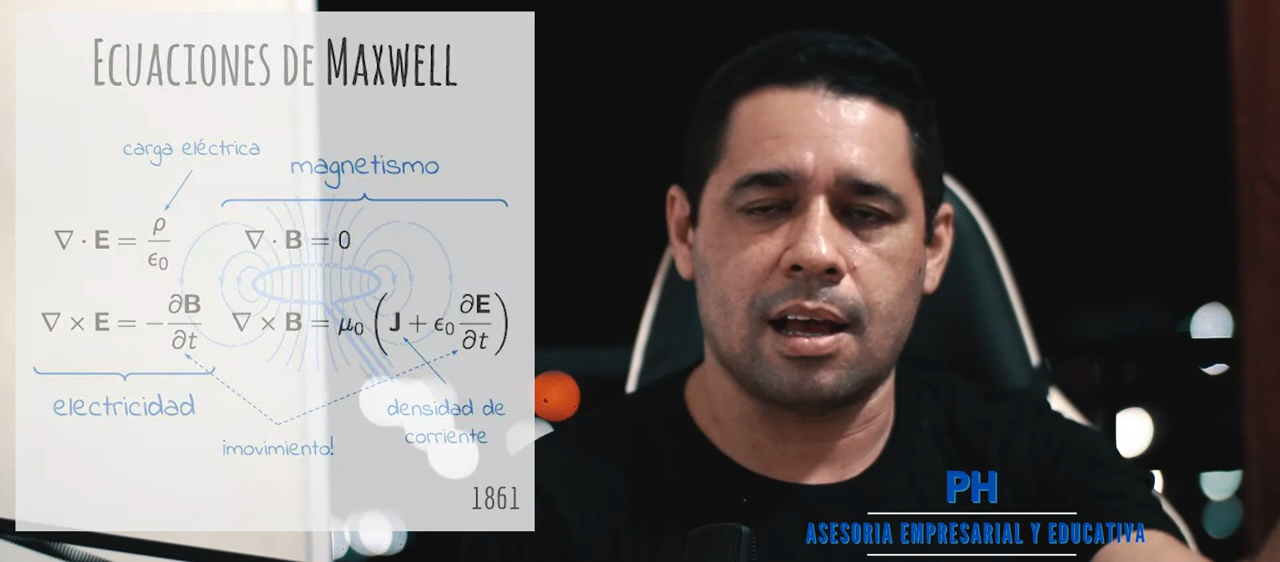 ECUACIONES DE MAXWELL
carga eléctrica
magnetismo
∇ · E = ρ/ϵ₀
∇ · B = 0
∇ × E = −∂B/∂t
∇ × B = μ₀ (J + ϵ₀ ∂E/∂t)
electricidad
densidad de
corriente
¡movimiento!
1861
PH
ASESORIA EMPRESARIAL Y EDUCATIVA